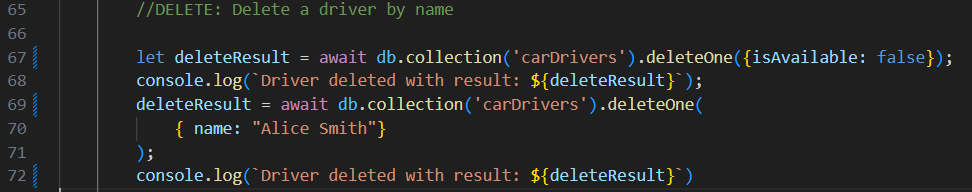 65 //DELETE: Delete a driver by name
66
67 let deleteResult = await db.collection('carDrivers').deleteOne({isAvailable: false});
68 console.log(`Driver deleted with result: ${deleteResult}`);
69 deleteResult = await db.collection('carDrivers').deleteOne(
70 { name: "Alice Smith"}
71 );
72 console.log(`Driver deleted with result: ${deleteResult}`)